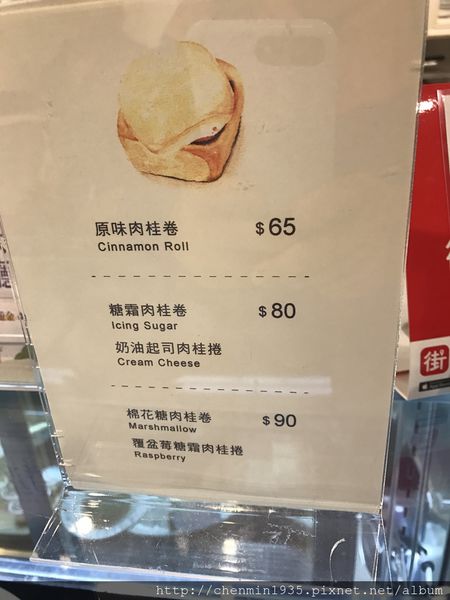 原味肉桂卷 $65
Cinnamon Roll
糖霜肉桂卷 $80
Icing Sugar
奶油起司肉桂捲
Cream Cheese
棉花糖肉桂卷 $90
Marshmallow
覆盆莓糖霜肉桂捲
Raspberry
街
http://chenmin1935.pixnet.net/album